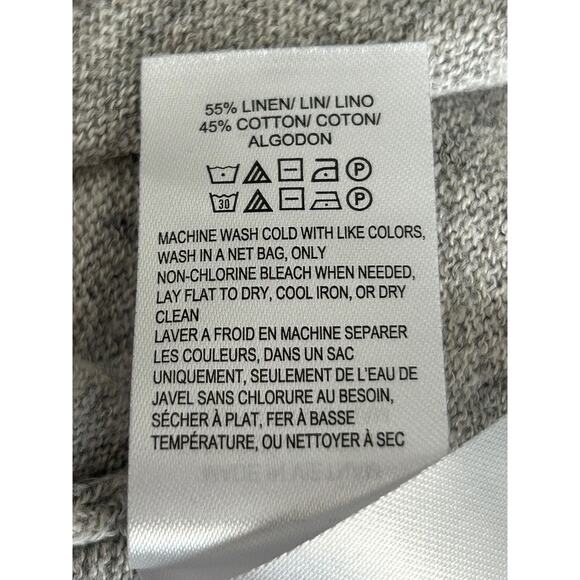 55% LINEN/ LIN/ LINO
45% COTTON/ COTON/
ALGODON
P
30 P
MACHINE WASH COLD WITH LIKE COLORS,
WASH IN A NET BAG, ONLY
NON-CHLORINE BLEACH WHEN NEEDED,
LAY FLAT TO DRY, COOL IRON, OR DRY
CLEAN
LAVER A FROID EN MACHINE SEPARER
LES COULEURS, DANS UN SAC
UNIQUEMENT, SEULEMENT DE L'EAU DE
JAVEL SANS CHLORURE AU BESOIN,
SÉCHER À PLAT, FER À BASSE
TEMPÉRATURE, OU NETTOYER À SEC